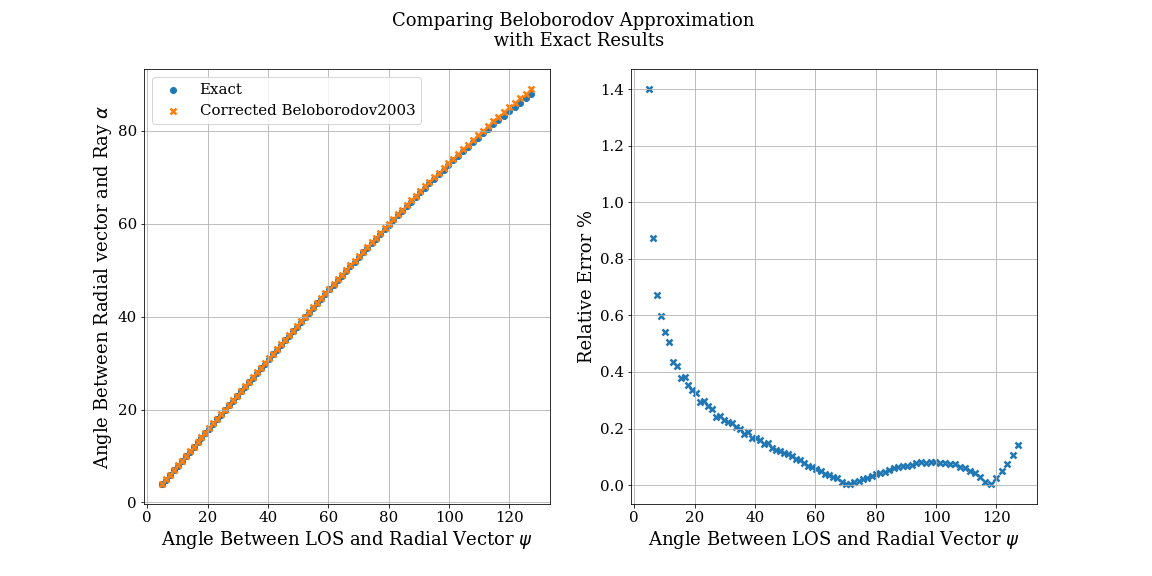 Comparing Beloborodov Approximation
with Exact Results
Exact
Corrected Beloborodov2003
Angle Between Radial vector and Ray α
80
60
40
20
0
0 20 40 60 80 100 120
Angle Between LOS and Radial Vector ψ
Relative Error %
1.4
1.2
1.0
0.8
0.6
0.4
0.2
0.0
0 20 40 60 80 100 120
Angle Between LOS and Radial Vector ψ